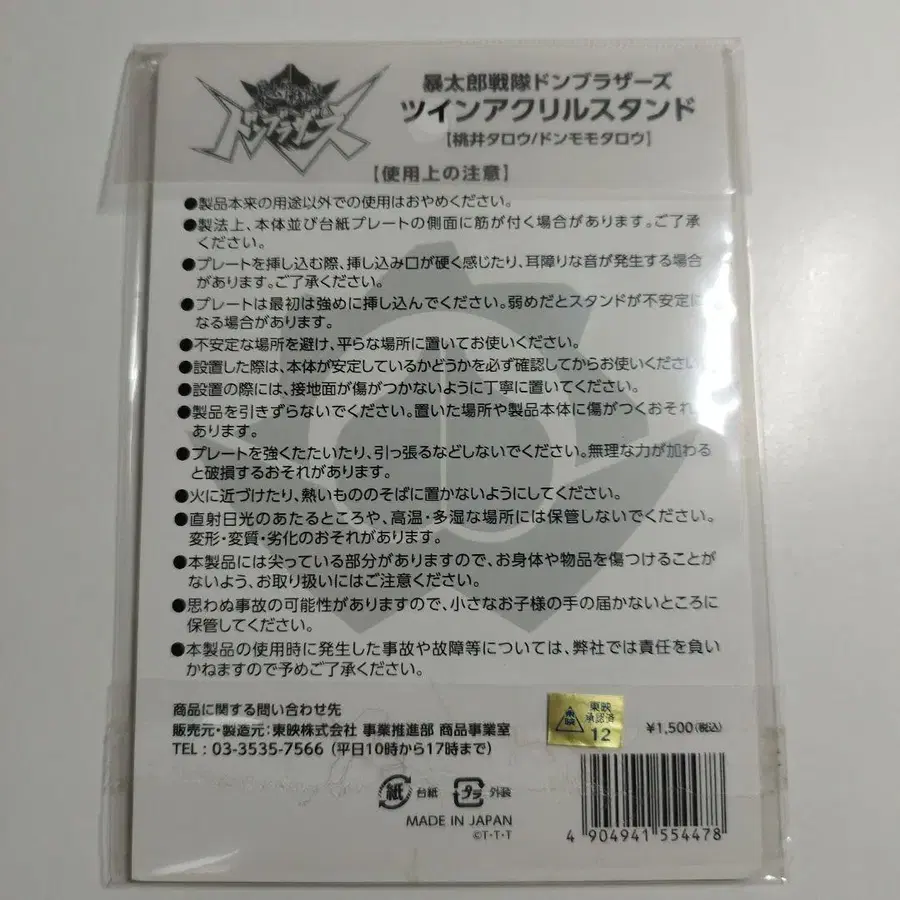 ドンブラザーズ
暴太郎戦隊ドンブラザーズ
ツインアクリルスタンド
【桃井タロウ/ドンモモタロウ】
【使用上の注意】
●製品本来の用途以外での使用はおやめください。
●製法上、本体並び台紙プレートの側面に筋が付く場合があります。ご了承
ください。
●プレートを挿し込む際、挿し込み口が硬く感じたり、耳障りな音が発生する場合
があります。ご了承ください。
●プレートは最初は強めに挿し込んでください。弱めだとスタンドが不安定に
なる場合があります。
●不安定な場所を避け、平らな場所に置いてお使いください。
●設置した際は、本体が安定しているかどうかを必ず確認してからお使いください。
●設置の際には、接地面が傷がつかないように丁寧に置いてください。
●製品を引きずらないでください。置いた場所や製品本体に傷がつくおそれ
あります。
●プレートを強くたたいたり、引っ張るなどしないでください。無理な力が加わる
と破損するおそれがあります。
●火に近づけたり、熱いもののそばに置かないようにしてください。
●直射日光のあたるところや、高温・多湿な場所には保管しないでください。
変形・変質・劣化のおそれがあります。
●本製品には尖っている部分がありますので、お身体や物品を傷つけることが
ないよう、お取り扱いにはご注意ください。
●思わぬ事故の可能性がありますので、小さなお子様の手の届かないところに
保管してください。
●本製品の使用時に発生した事故や故障等については、弊社では責任を負い
かねますので予めご了承ください。
商品に関する問い合わせ先
販売元・製造元:東映株式会社 事業推進部 商品事業室
TEL:03-3535-7566(平日10時から17時まで)
東映
東映
承認済
12
¥1,500(税込)
紙 台紙 プラ 外装
MADE IN JAPAN
©T・T・T
4 904941 554478